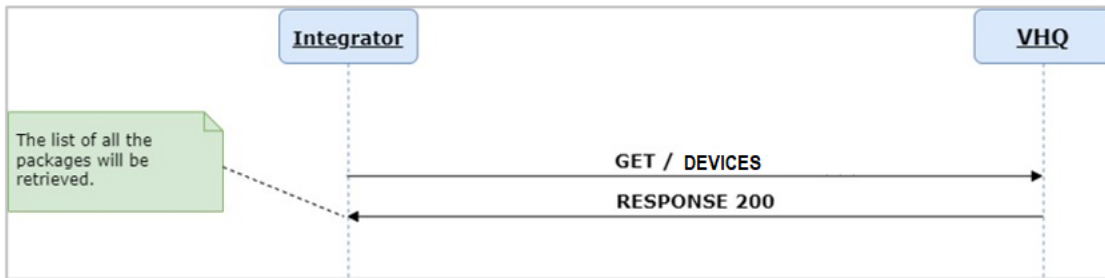 Integrator
VHQ
The list of all the
packages will be
retrieved.
GET / DEVICES
RESPONSE 200